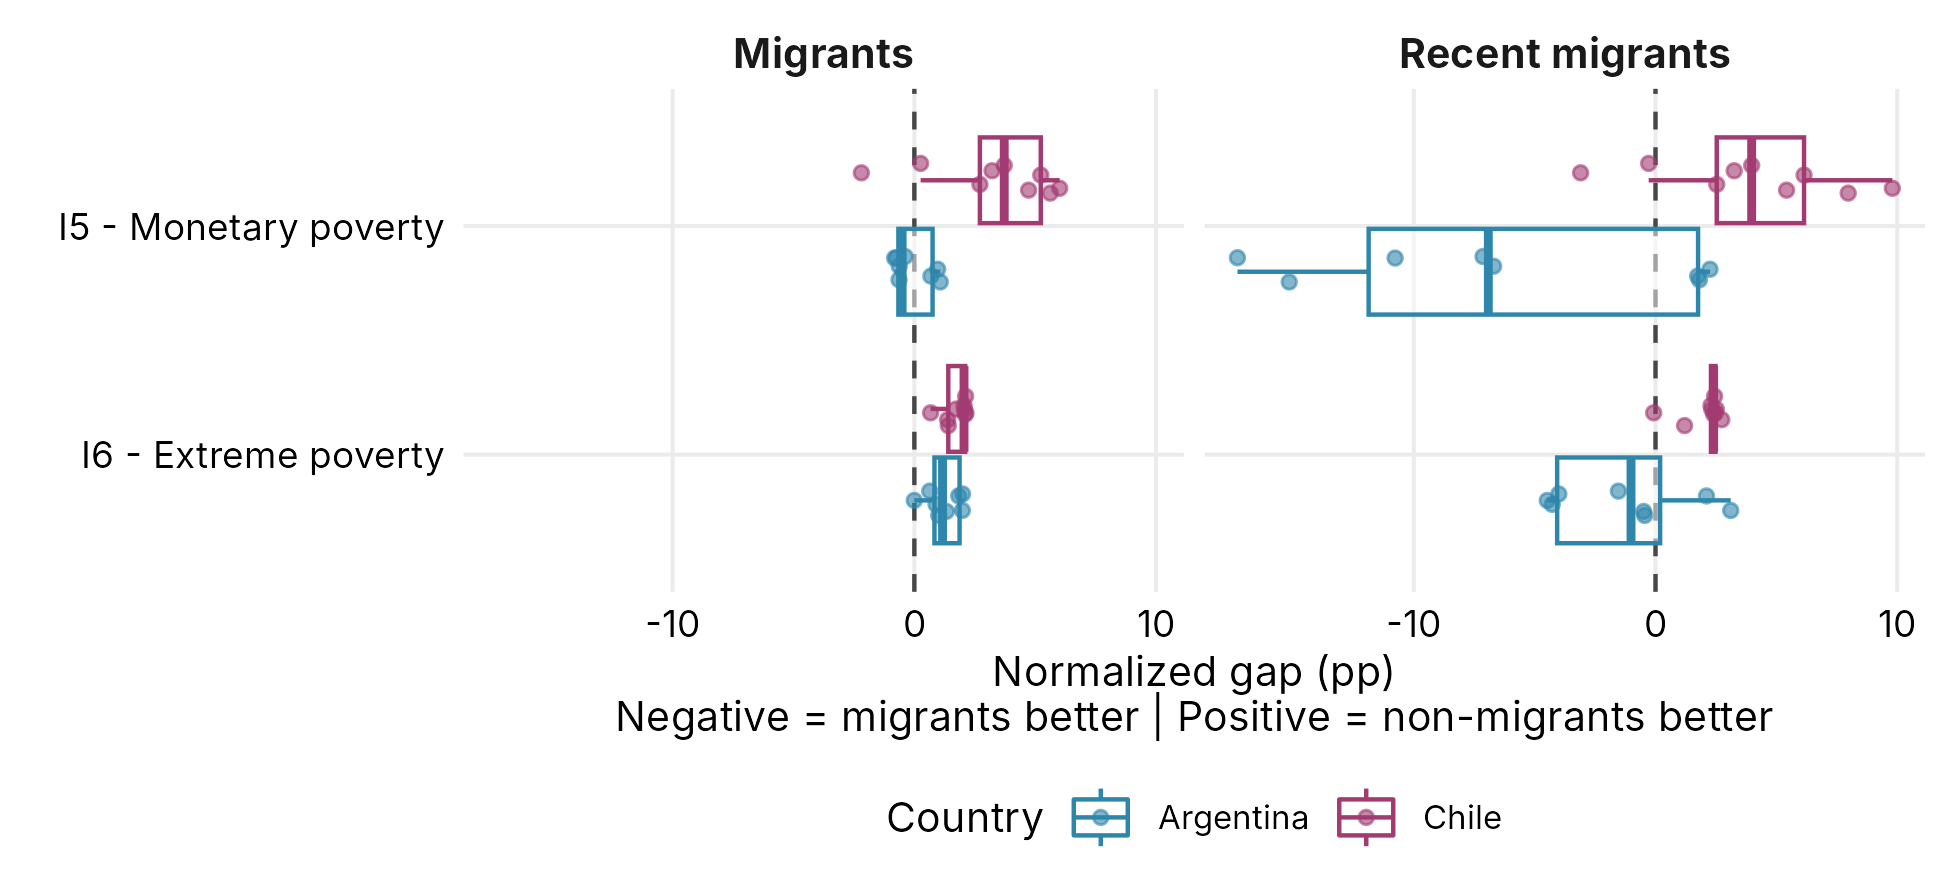 Migrants
Recent migrants
I5 - Monetary poverty
I6 - Extreme poverty
-10 0 10 -10 0 10
Normalized gap (pp)
Negative = migrants better | Positive = non-migrants better
Country Argentina Chile